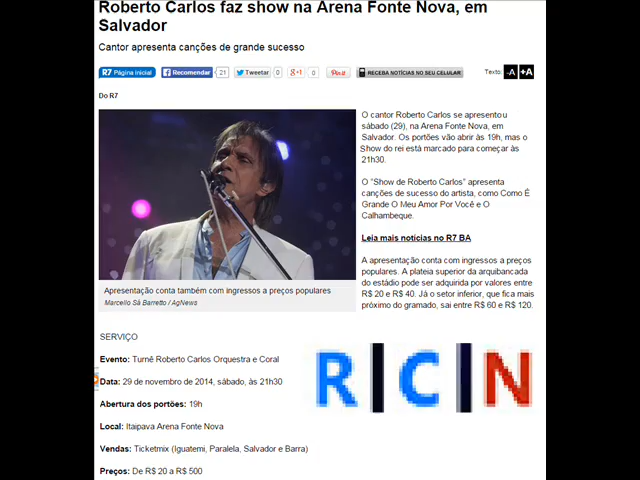 Roberto Carlos faz show na Arena Fonte Nova, em
Salvador
Cantor apresenta canções de grande sucesso
R7 Página inicial
Recomendar
21
Tweetar
0
g+1
0
Pin it
RECEBA NOTÍCIAS NO SEU CELULAR
Texto: -A +A
Do R7
O cantor Roberto Carlos se apresentou
sábado (29), na Arena Fonte Nova, em
Salvador. Os portões vão abrir às 19h, mas o
Show do rei está marcado para começar às
21h30.
O "Show de Roberto Carlos" apresenta
canções de sucesso do artista, como Como É
Grande O Meu Amor Por Você e O
Calhambeque.
Leia mais notícias no R7 BA
A apresentação conta com ingressos a preços
populares. A plateia superior da arquibancada
do estádio pode ser adquirida por valores entre
R$ 20 e R$ 40. Já o setor inferior, que fica mais
próximo do gramado, sai entre R$ 60 e R$ 120.
Apresentação conta também com ingressos a preços populares
Marcello Sá Barretto / AgNews
SERVIÇO
Evento: Turnê Roberto Carlos Orquestra e Coral
Data: 29 de novembro de 2014, sábado, às 21h30
Abertura dos portões: 19h
Local: Itaipava Arena Fonte Nova
Vendas: Ticketmix (Iguatemi, Paralela, Salvador e Barra)
Preços: De R$ 20 a R$ 500
R|C|N